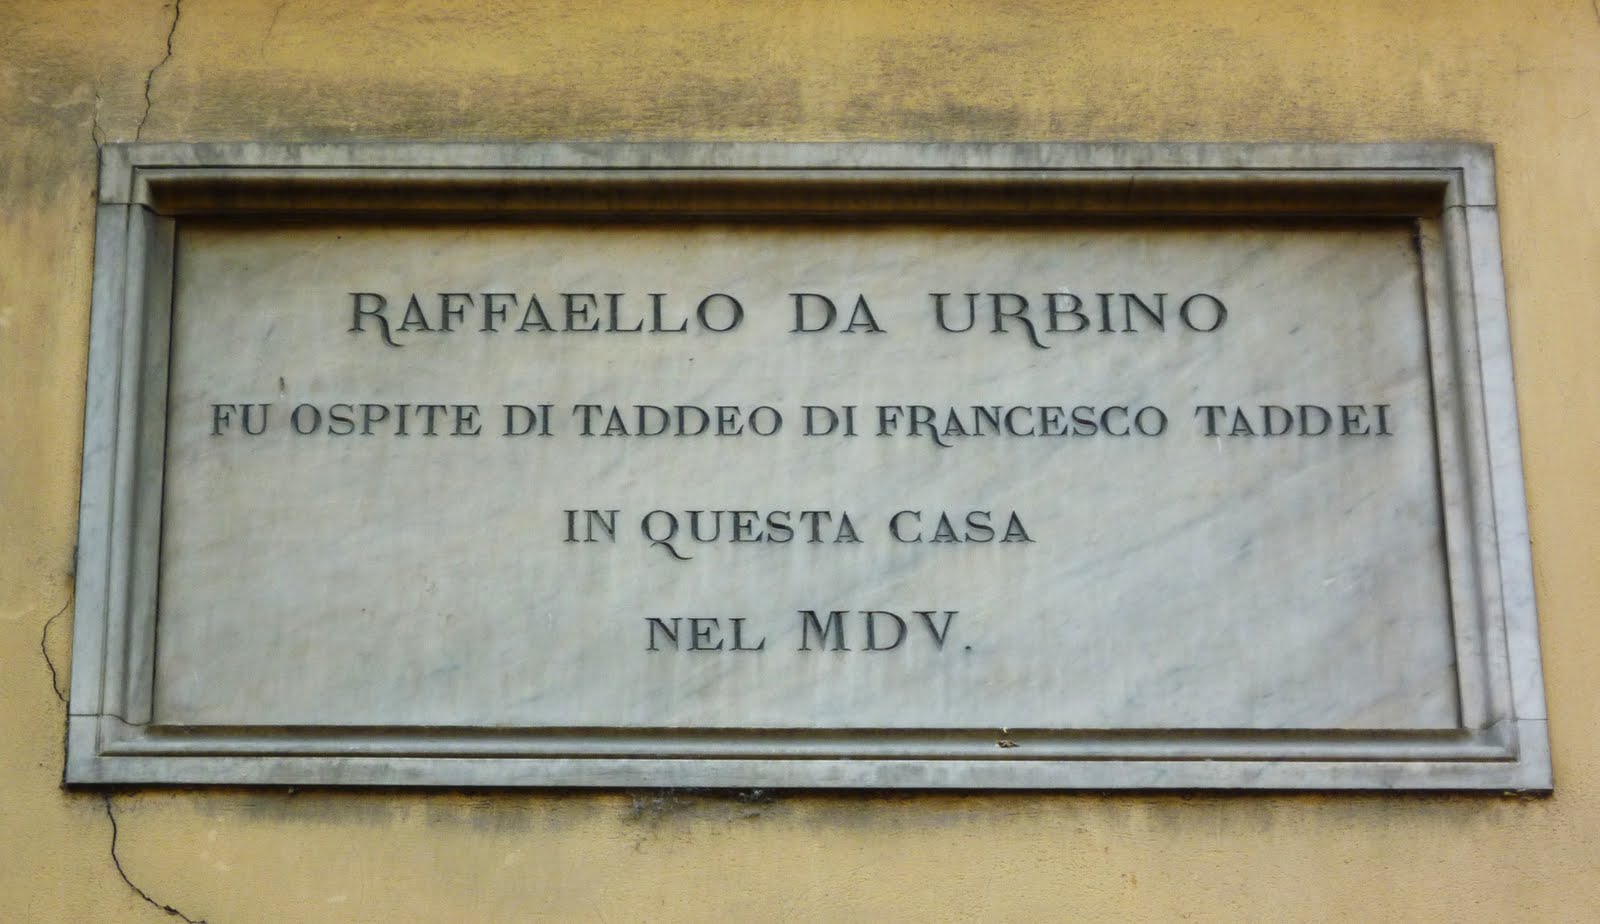 RAFFAELLO DA URBINO
FU OSPITE DI TADDEO DI FRANCESCO TADDEI
IN QUESTA CASA
NEL MDV.